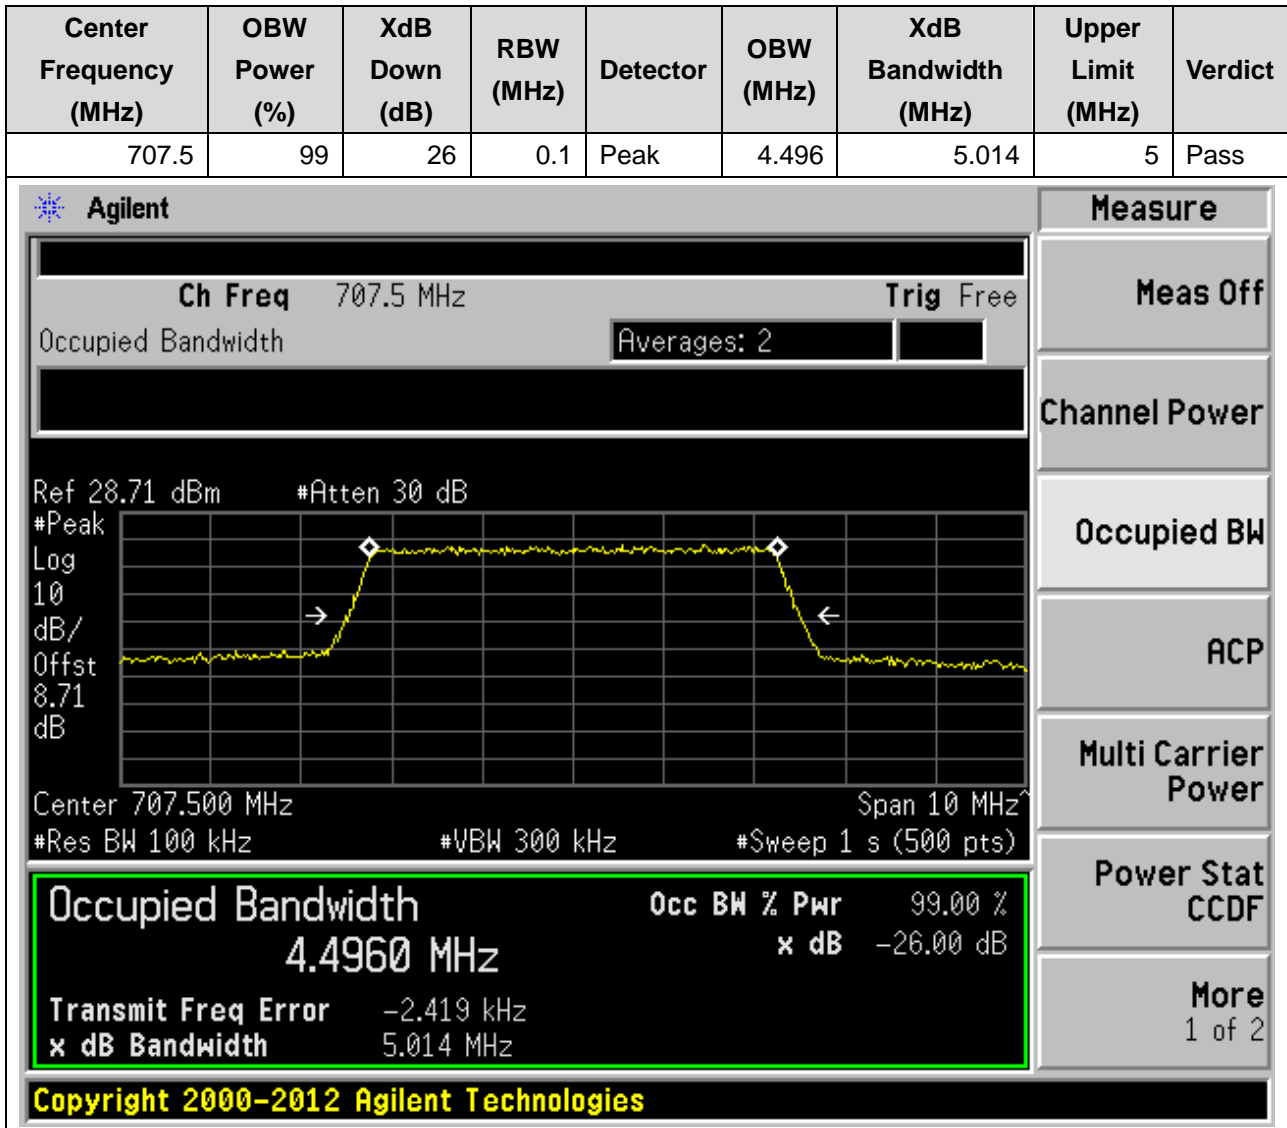 Center Frequency (MHz) OBW Power (%) XdB Down (dB) RBW (MHz) Detector OBW (MHz) XdB Bandwidth (MHz) Upper Limit (MHz) Verdict
707.5 99 26 0.1 Peak 4.496 5.014 5 Pass
Agilent
Measure
Ch Freq 707.5 MHz Trig Free
Meas Off
Occupied Bandwidth Averages: 2
Channel Power
Ref 28.71 dBm #Atten 30 dB
#Peak
Log
10
dB/
Offst
8.71
dB
Occupied BW
ACP
Multi Carrier
Power
Center 707.500 MHz Span 10 MHz^
#Res BW 100 kHz #VBW 300 kHz #Sweep 1 s (500 pts)
Power Stat
CCDF
Occupied Bandwidth Occ BW % Pwr 99.00 %
4.4960 MHz x dB -26.00 dB
Transmit Freq Error -2.419 kHz
x dB Bandwidth 5.014 MHz
More
1 of 2
Copyright 2000-2012 Agilent Technologies